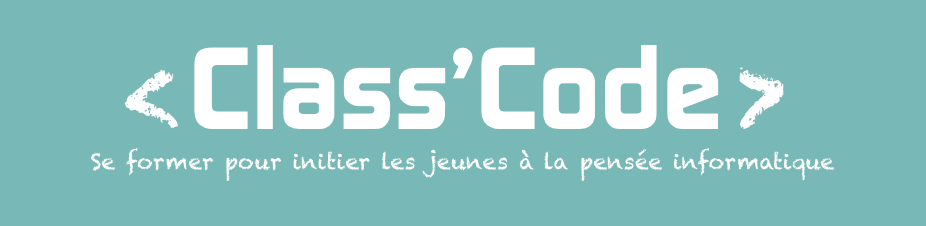 <Class’Code>
Se former pour initier les jeunes à la pensée informatique